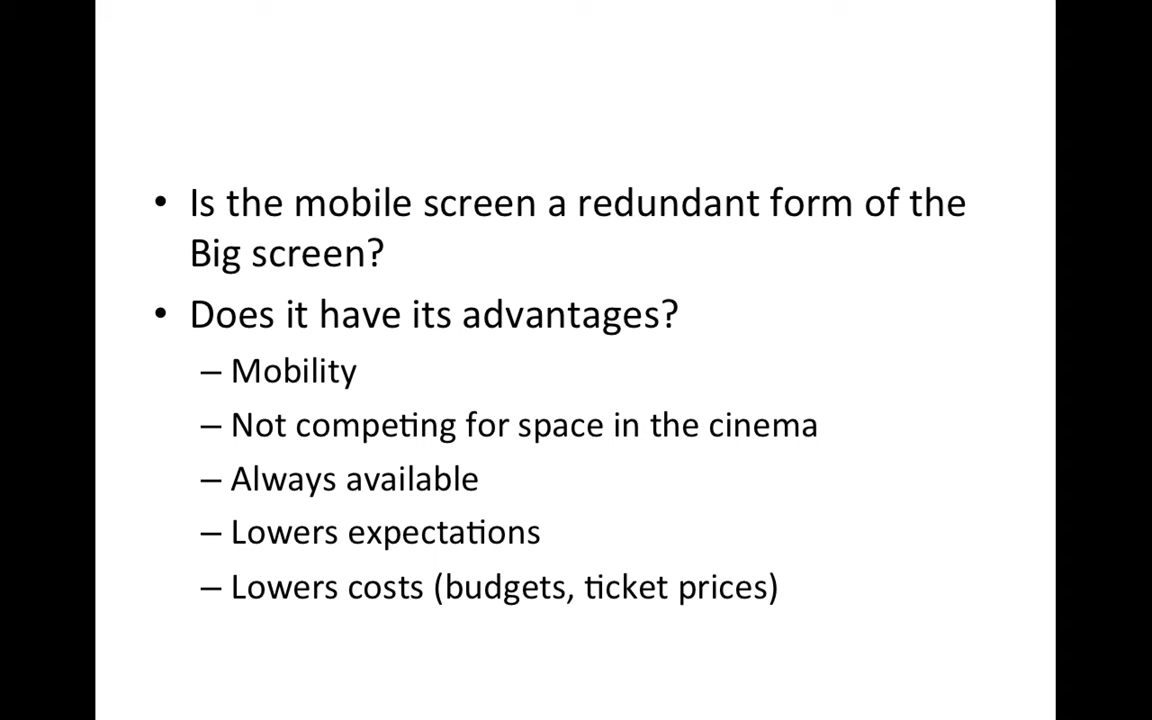 • Is the mobile screen a redundant form of the
Big screen?
• Does it have its advantages?
– Mobility
– Not competing for space in the cinema
– Always available
– Lowers expectations
– Lowers costs (budgets, ticket prices)